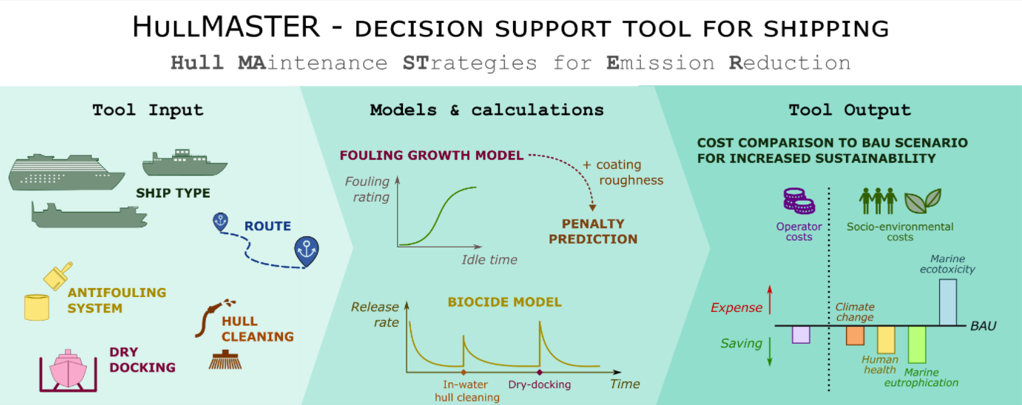 HullMASTER - DECISION SUPPORT TOOL FOR SHIPPING
Hull MAintenance STrategies for Emission Reduction
Tool Input
SHIP TYPE
ROUTE
ANTIFOULING
SYSTEM
HULL
CLEANING
DRY
DOCKING
Models & calculations
FOULING GROWTH MODEL
+ coating
roughness
Fouling
rating
Idle time
PENALTY
PREDICTION
BIOCIDE MODEL
Release
rate
In-water
hull cleaning
Dry-docking
Time
Tool Output
COST COMPARISON TO BAU SCENARIO
FOR INCREASED SUSTAINABILITY
Operator
costs
Socio-environmental
costs
Marine
ecotoxicity
Expense
Climate
change
BAU
Saving
Human
health
Marine
eutrophication